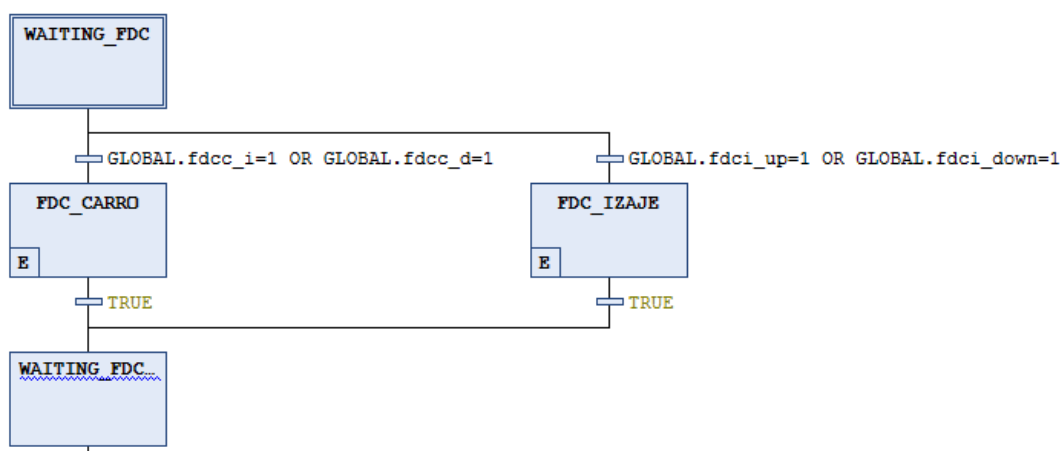 WAITING_FDC
GLOBAL.fdcc_i=1 OR GLOBAL.fdcc_d=1
GLOBAL.fdci_up=1 OR GLOBAL.fdci_down=1
FDC_CARRO
FDC_IZAJE
E
E
TRUE
TRUE
WAITING_FDC…